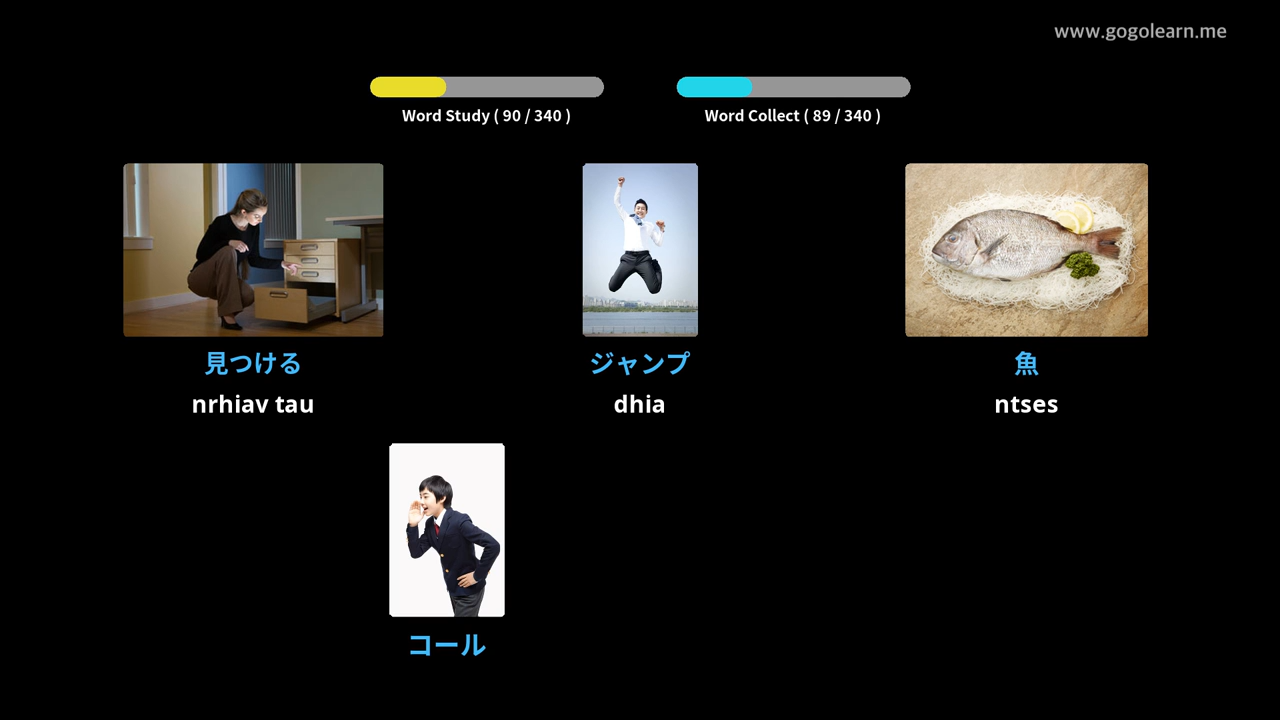 www.gogolearn.me
Word Study ( 90 / 340 )
Word Collect ( 89 / 340 )
見つける
ジャンプ
魚
nrhiav tau
dhia
ntses
コール